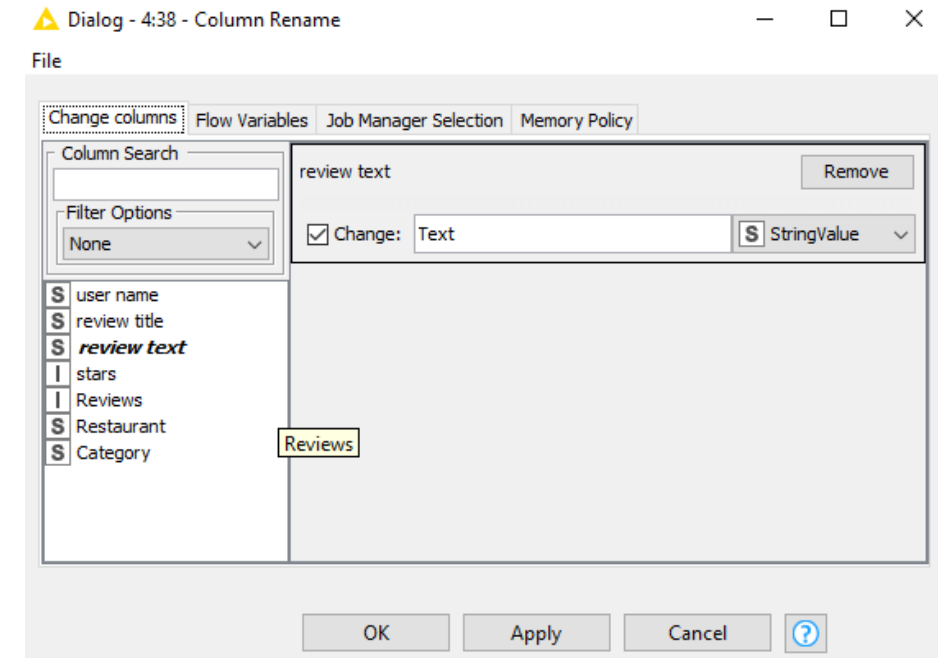 Dialog - 4:38 - Column Rename
File
Change columns Flow Variables Job Manager Selection Memory Policy
Column Search
Filter Options
None
review text Remove
Change: Text S StringValue
S user name
S review title
S review text
I stars
I Reviews
S Restaurant
S Category
Reviews
OK Apply Cancel ?